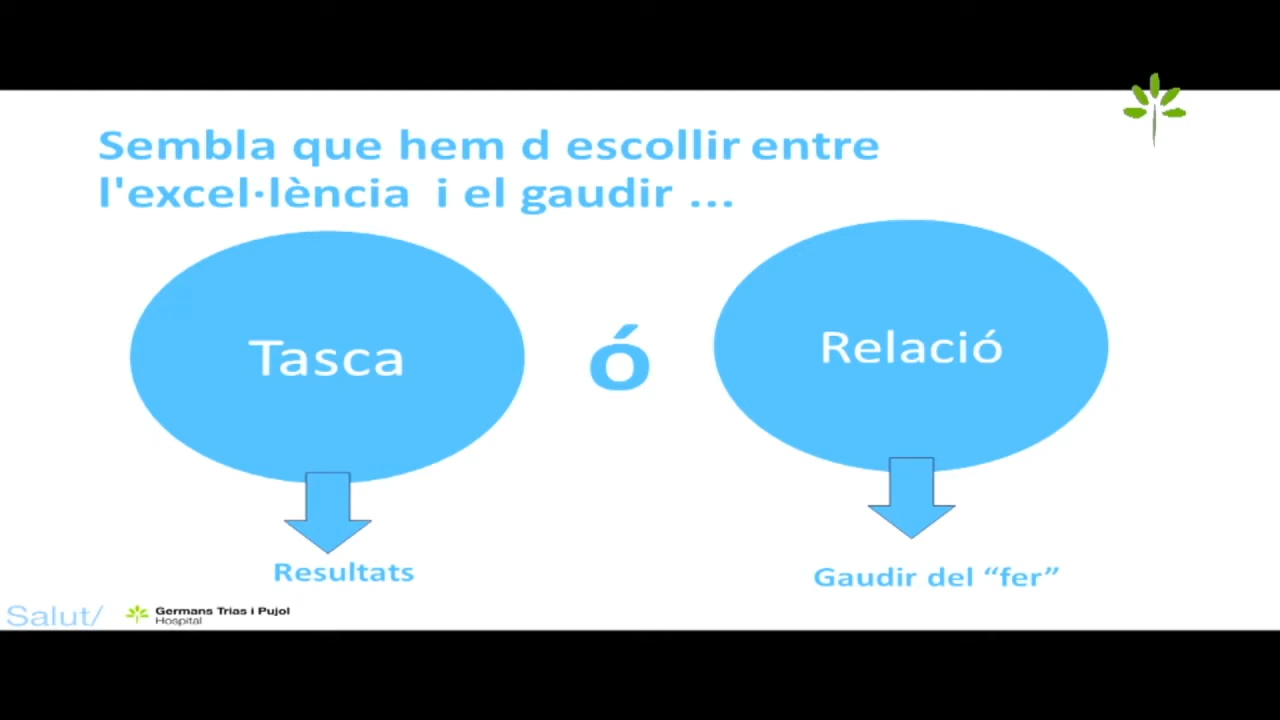 Sembla que hem d escollir entre
l'excel·lència i el gaudir ...
Tasca
ó
Relació
Resultats
Gaudir del “fer”
Salut/
Germans Trias i Pujol
Hospital